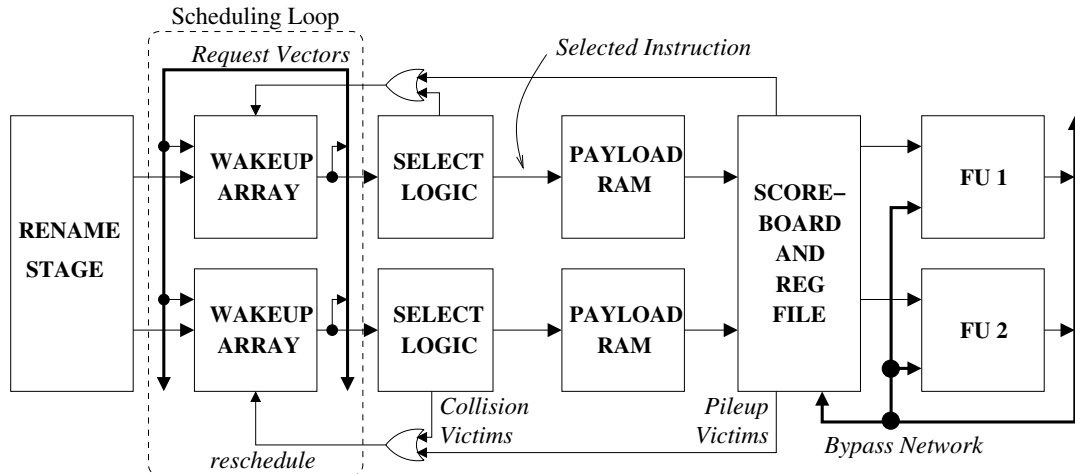 Scheduling Loop
Request Vectors
Selected Instruction
RENAME
STAGE
WAKEUP
ARRAY
SELECT
LOGIC
PAYLOAD
RAM
SCORE–
BOARD
AND
REG
FILE
FU 1
WAKEUP
ARRAY
SELECT
LOGIC
PAYLOAD
RAM
FU 2
Collision
Victims
Pileup
Victims
Bypass Network
reschedule